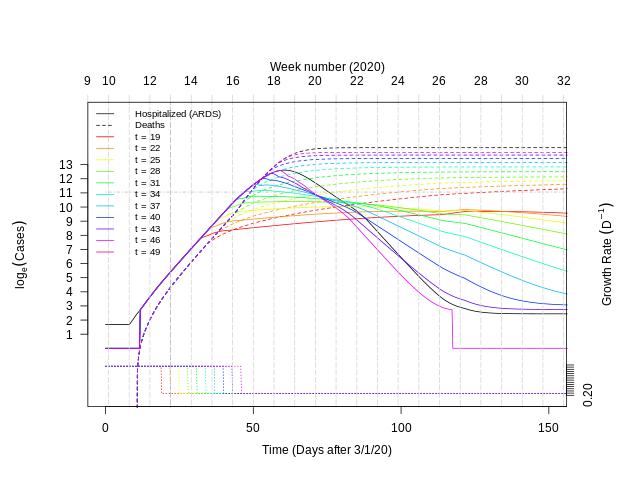 Week number (2020)
9 10 12 14 16 17 19 20 22 24 26 27 28 30 32
Hospitalized (ARDS)
Deaths
t = 19
t = 22
t = 25
t = 28
t = 31
t = 34
t = 37
t = 40
t = 43
t = 46
t = 49
13
12
11
10
9
8
7
6
5
4
3
2
1
logₑ(Cases)
Growth Rate (D⁻¹)
0.20
0 50 100 150
Time (Days after 3/1/20)